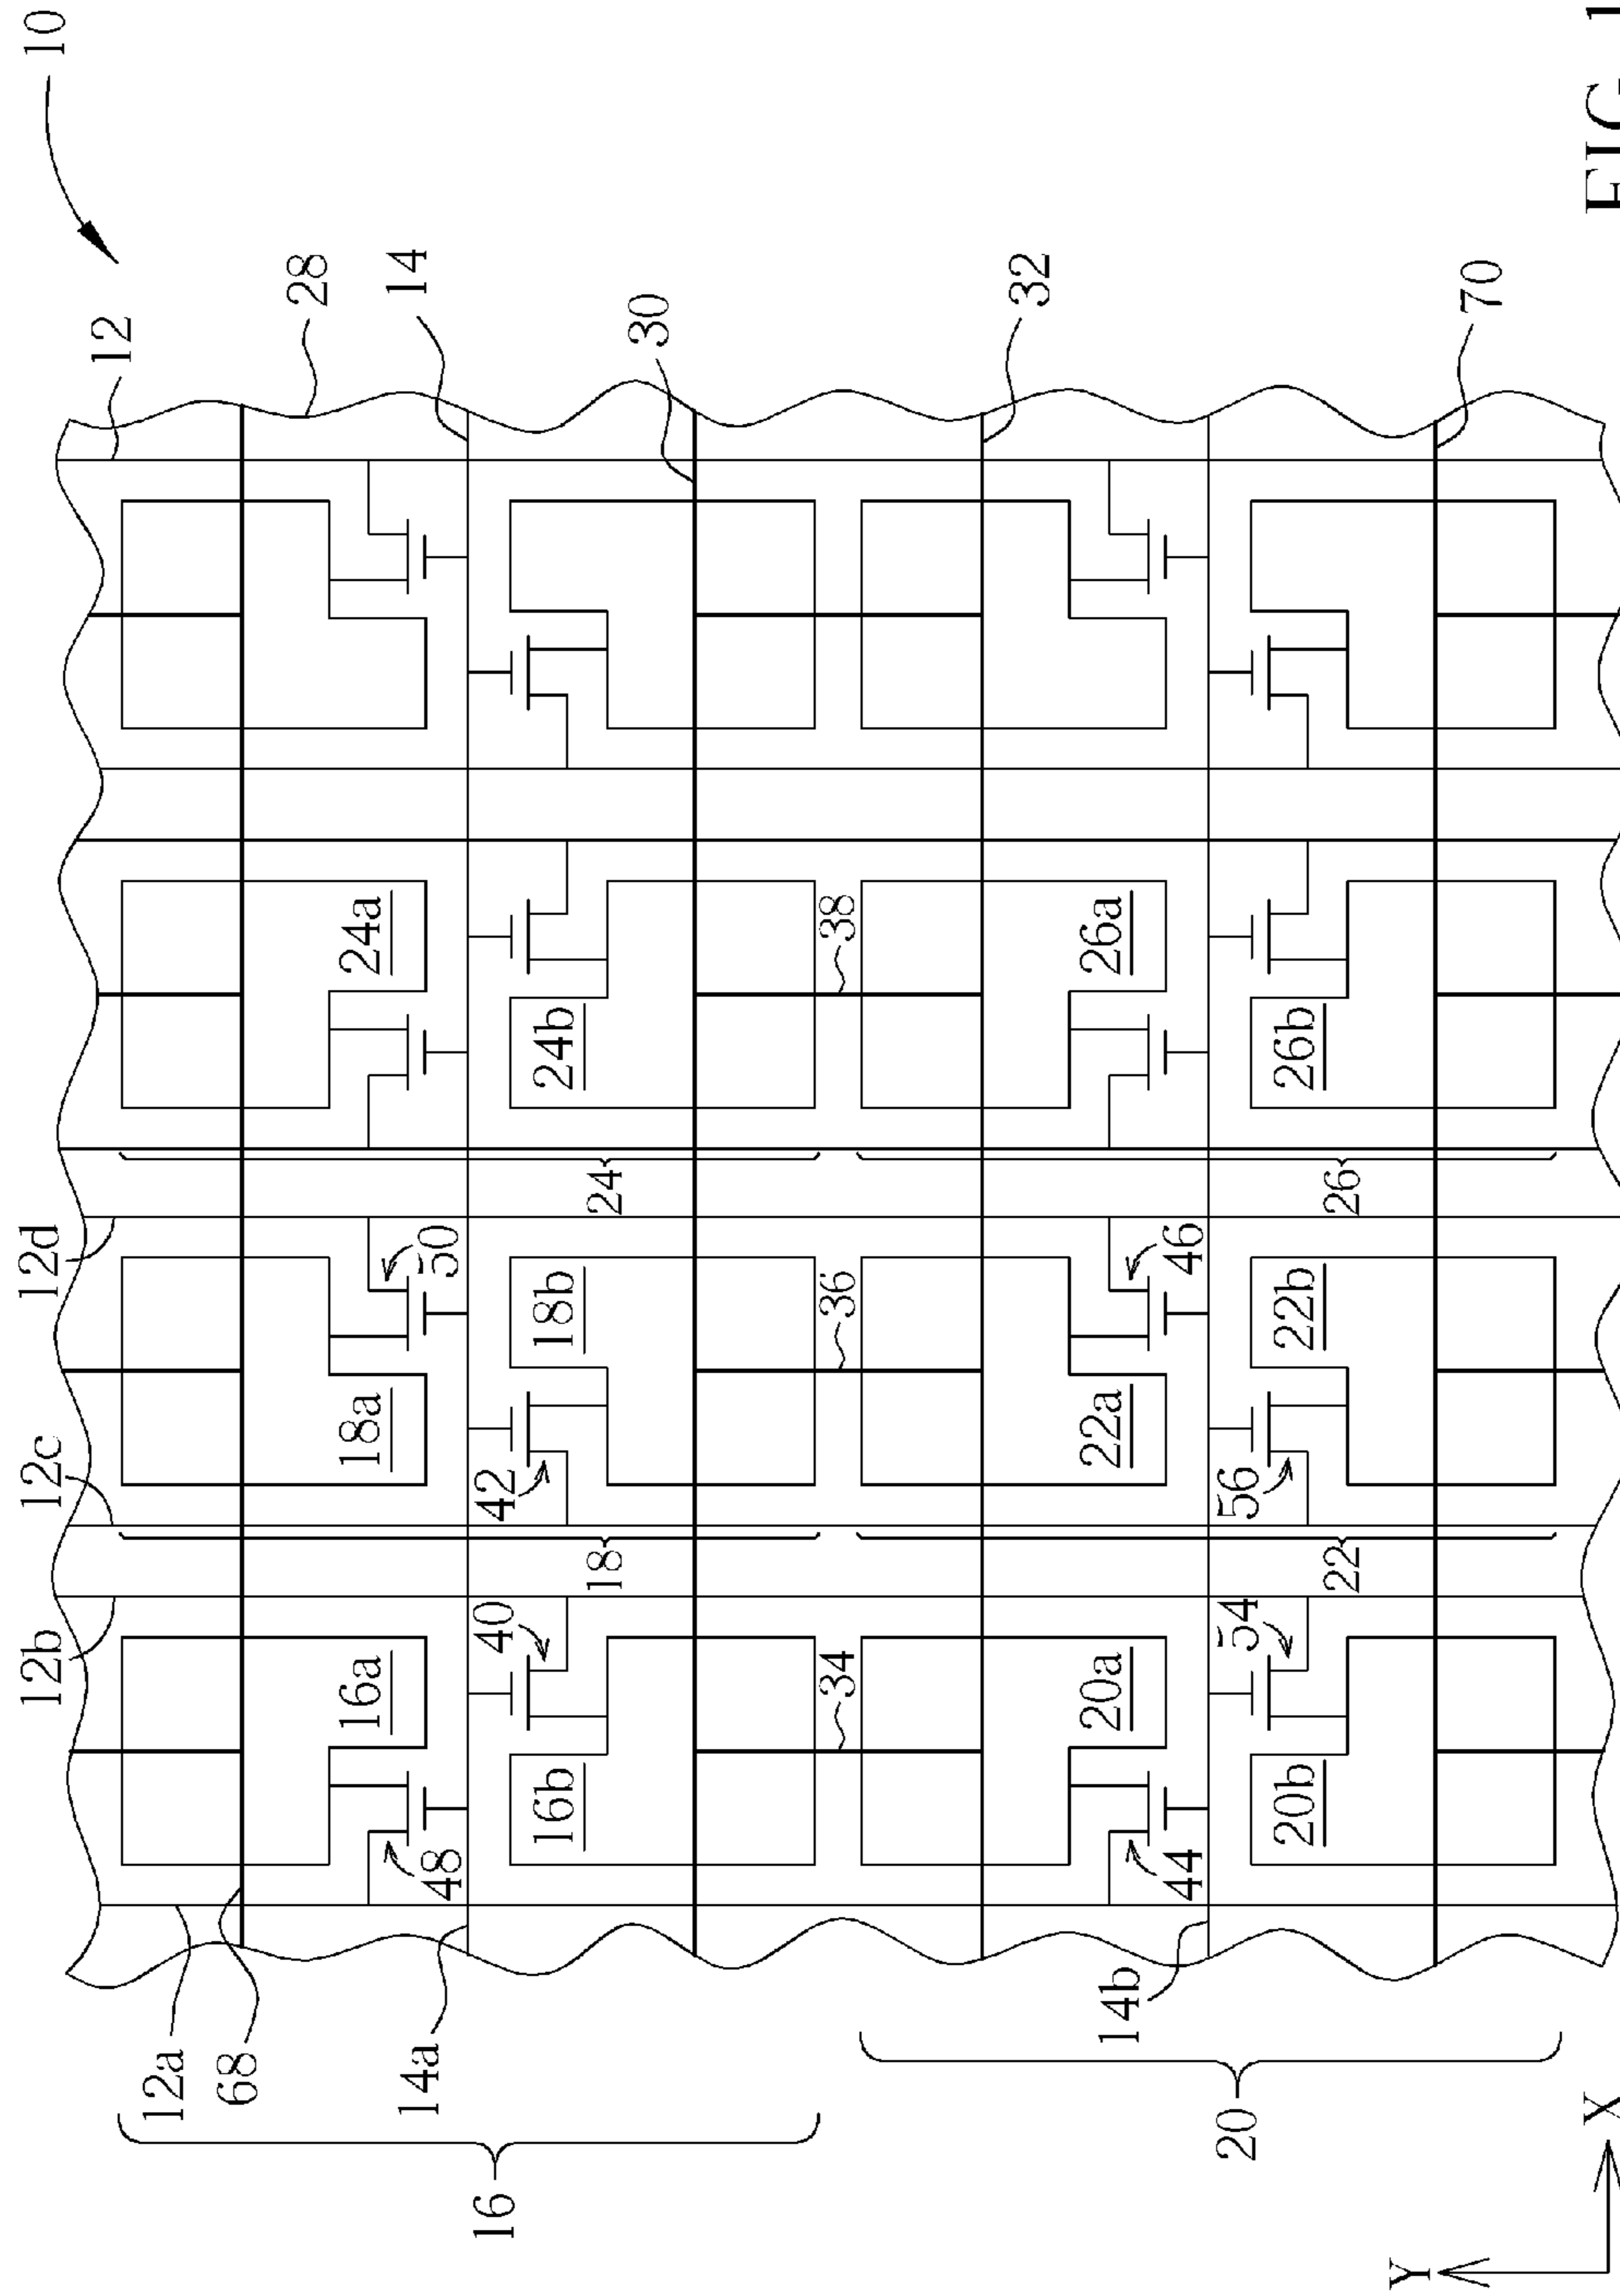 12b 12c 12d 10
12
12a
68
28
16a 18a 24a
14a 14
48 50
16 40 42
16b 18b 24b
18 24
30
34 36 38
32
20a 22a 26a
14b
44 46
20 54 56
20b 22b 26b
22 26
Y
70
X
FIG. 1